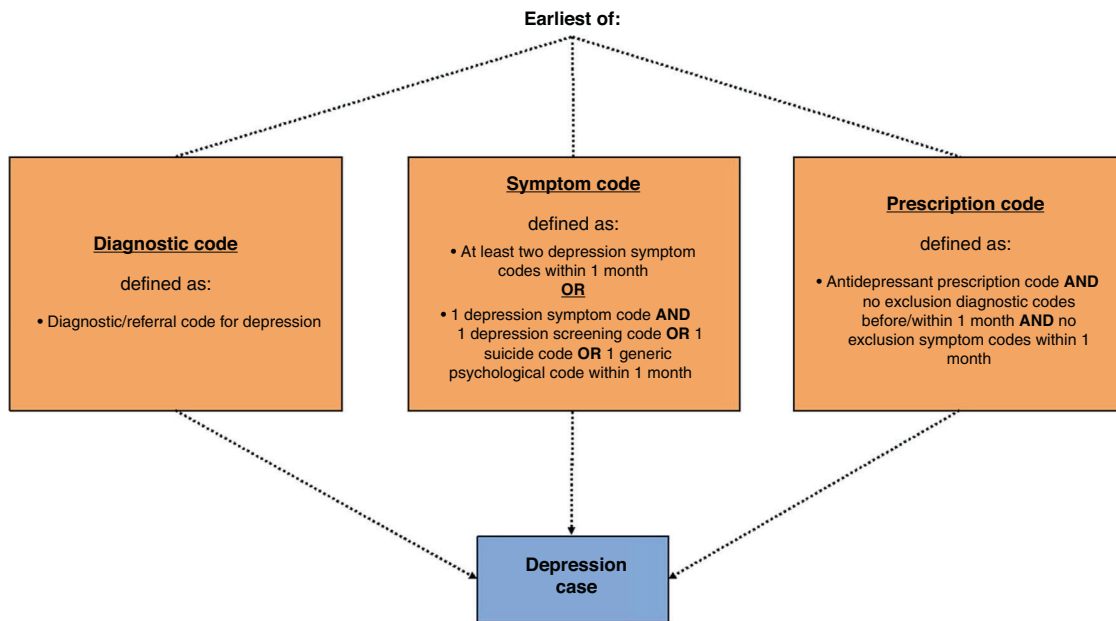 Earliest of:
Diagnostic code
defined as:
• Diagnostic/referral code for depression
Symptom code
defined as:
• At least two depression symptom
codes within 1 month
OR
• 1 depression symptom code AND
1 depression screening code OR 1
suicide code OR 1 generic
psychological code within 1 month
Prescription code
defined as:
• Antidepressant prescription code AND
no exclusion diagnostic codes
before/within 1 month AND no
exclusion symptom codes within 1
month
Depression
case